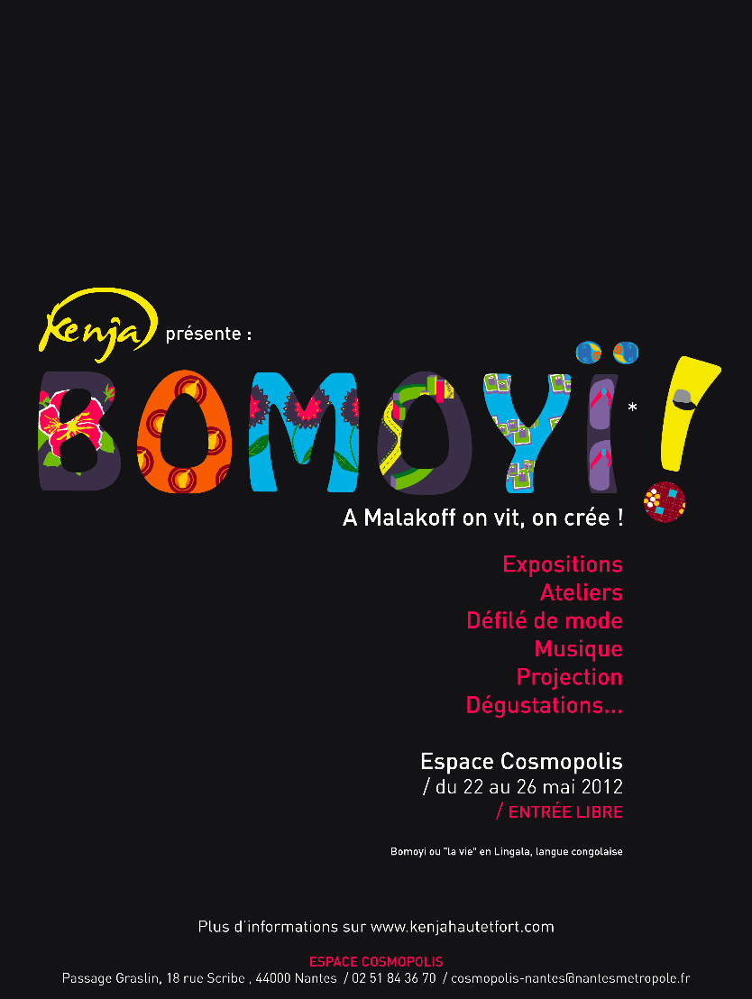 Kenja présente :
BOMOYÏ*!
A Malakoff on vit, on crée !
Expositions
Ateliers
Défilé de mode
Musique
Projection
Dégustations...
Espace Cosmopolis
/ du 22 au 26 mai 2012
/ ENTRÉE LIBRE
Bomoyi ou "la vie" en Lingala, langue congolaise
Plus d'informations sur www.kenjahautetfort.com
ESPACE COSMOPOLIS
Passage Graslin, 18 rue Scribe , 44000 Nantes / 02 51 84 36 70 / cosmopolis-nantes@nantesmetropole.fr